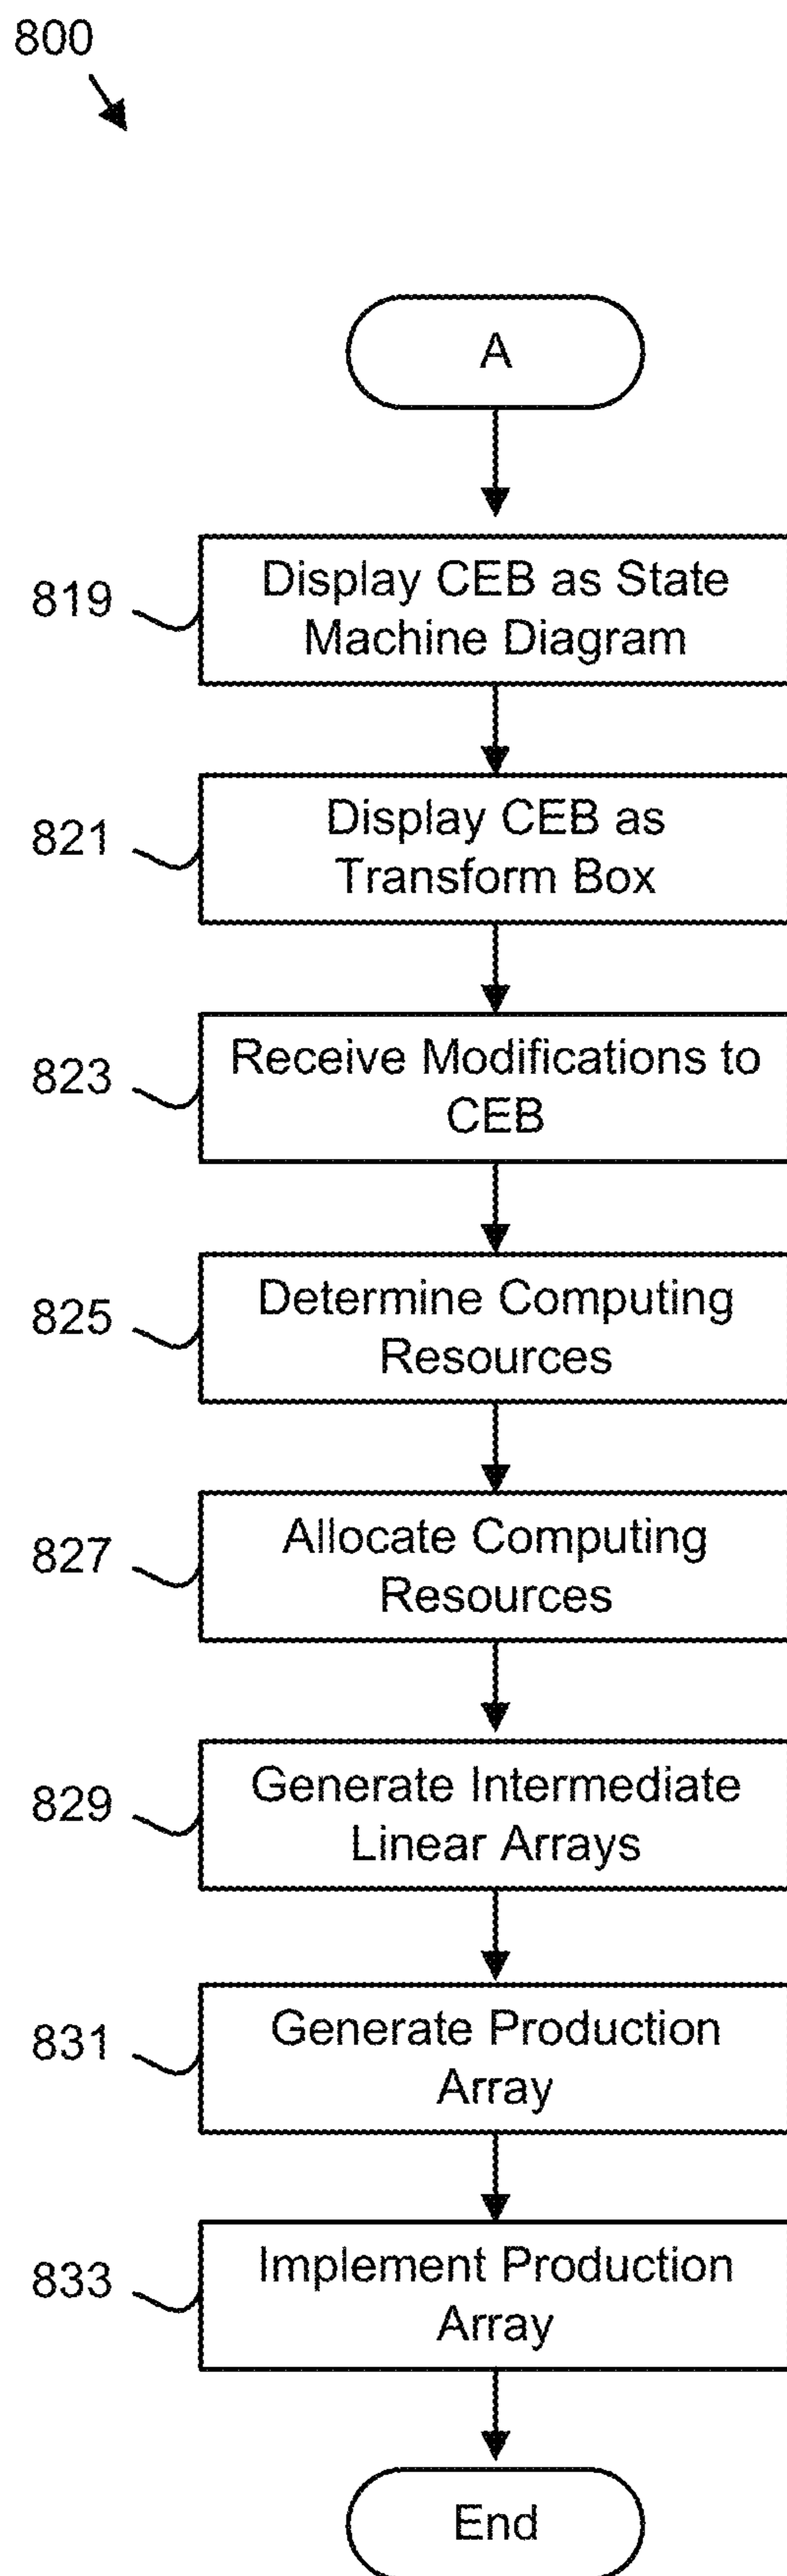 800
A
819
Display CEB as State
Machine Diagram
821
Display CEB as
Transform Box
823
Receive Modifications to
CEB
825
Determine Computing
Resources
827
Allocate Computing
Resources
829
Generate Intermediate
Linear Arrays
831
Generate Production
Array
833
Implement Production
Array
End